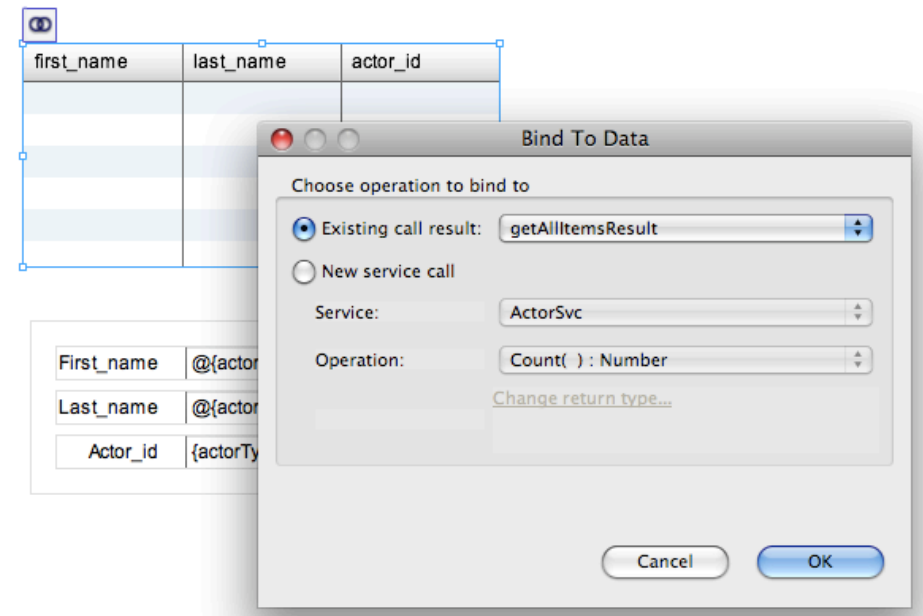 first_name last_name actor_id
Bind To Data
Choose operation to bind to
Existing call result: getAllItemsResult
New service call
Service: ActorSvc
Operation: Count( ) : Number
Change return type...
First_name @{actor
Last_name @{actor
Actor_id {actorTy
Cancel OK